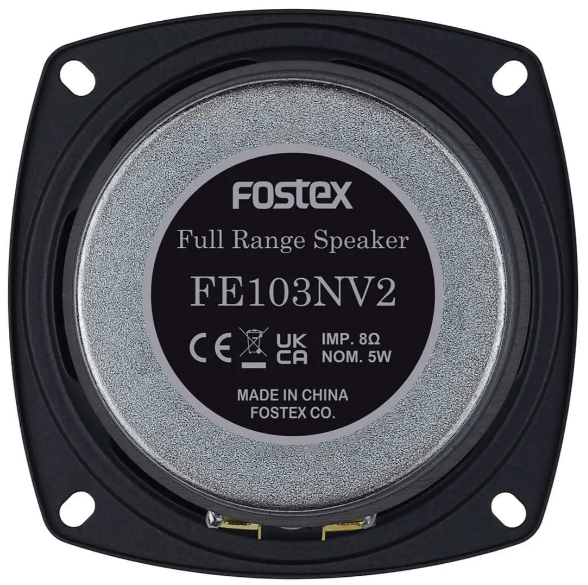 FOSTEX
Full Range Speaker
FE103NV2
CE UK CA IMP. 8Ω
NOM. 5W
MADE IN CHINA
FOSTEX CO.